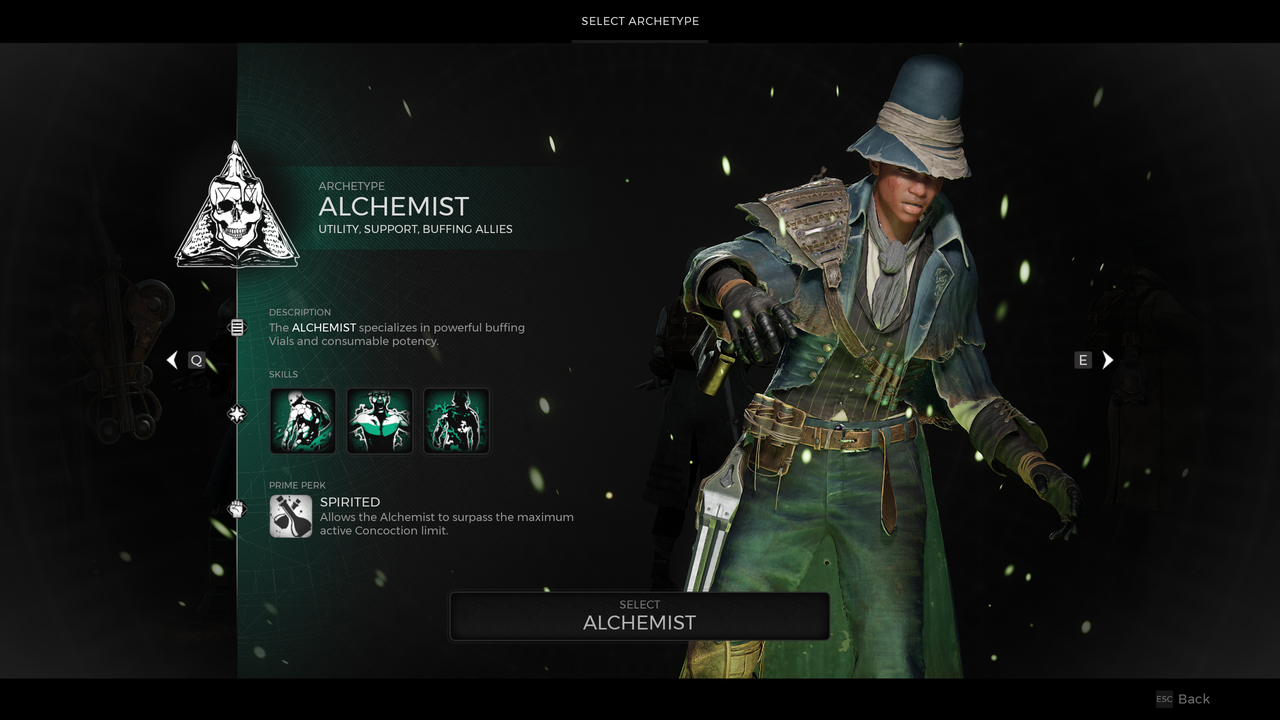 SELECT ARCHETYPE
ARCHETYPE
ALCHEMIST
UTILITY, SUPPORT, BUFFING ALLIES
DESCRIPTION
The ALCHEMIST specializes in powerful buffing
Vials and consumable potency.
Q
E
SKILLS
PRIME PERK
SPIRITED
Allows the Alchemist to surpass the maximum
active Concoction limit.
SELECT
ALCHEMIST
ESC Back